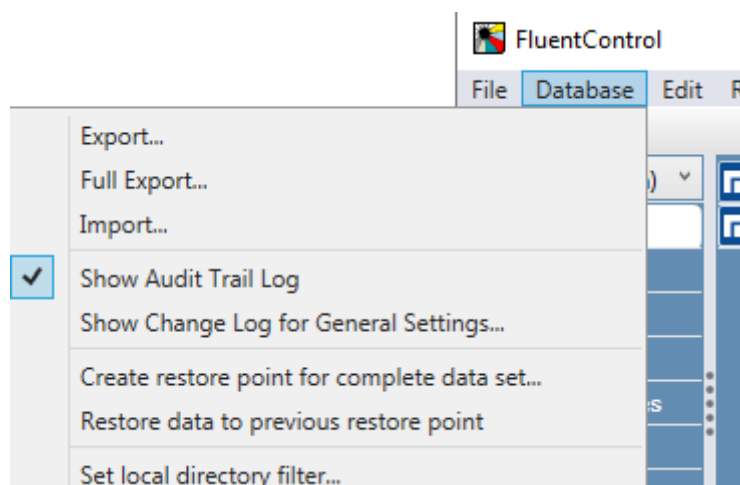 FluentControl
File Database Edit
Export...
Full Export...
Import...
Show Audit Trail Log
Show Change Log for General Settings...
Create restore point for complete data set...
Restore data to previous restore point
Set local directory filter...